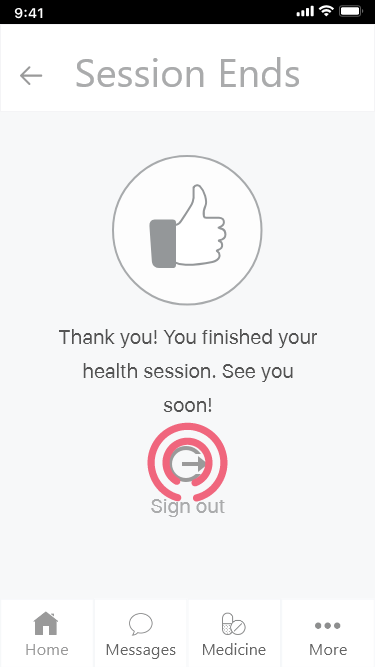 9:41
Session Ends
Thank you! You finished your
health session. See you
soon!
Sign out
Home
Messages
Medicine
More